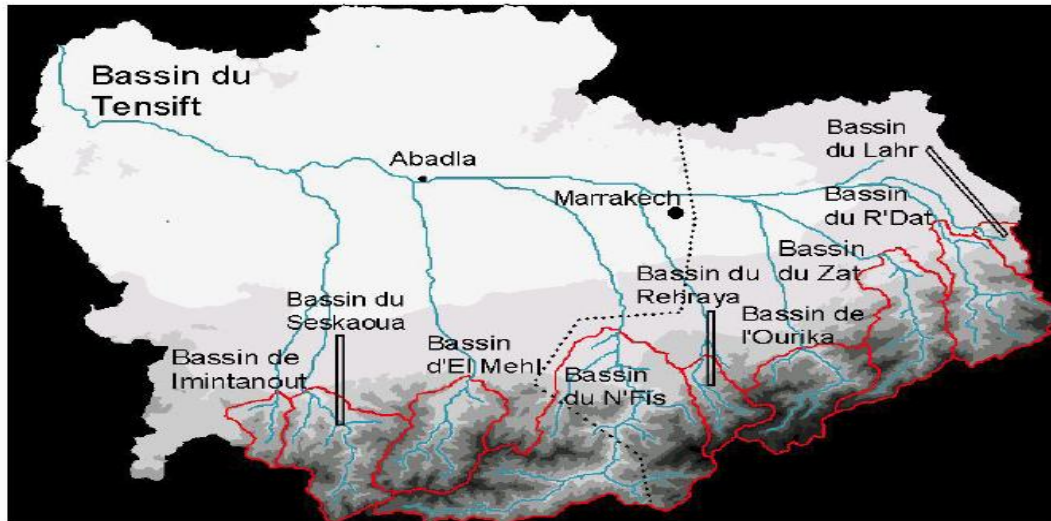 Bassin du
Tensift
Abadla
Marrakech
Bassin
du Lahr
Bassin
du R'Dat
Bassin
du Zat
Bassin du
Rehraya
Bassin de
l'Ourika
Bassin du
Seskaoua
Bassin
d'El Mehl
Bassin de
Imintanout
Bassin
du N'Fis